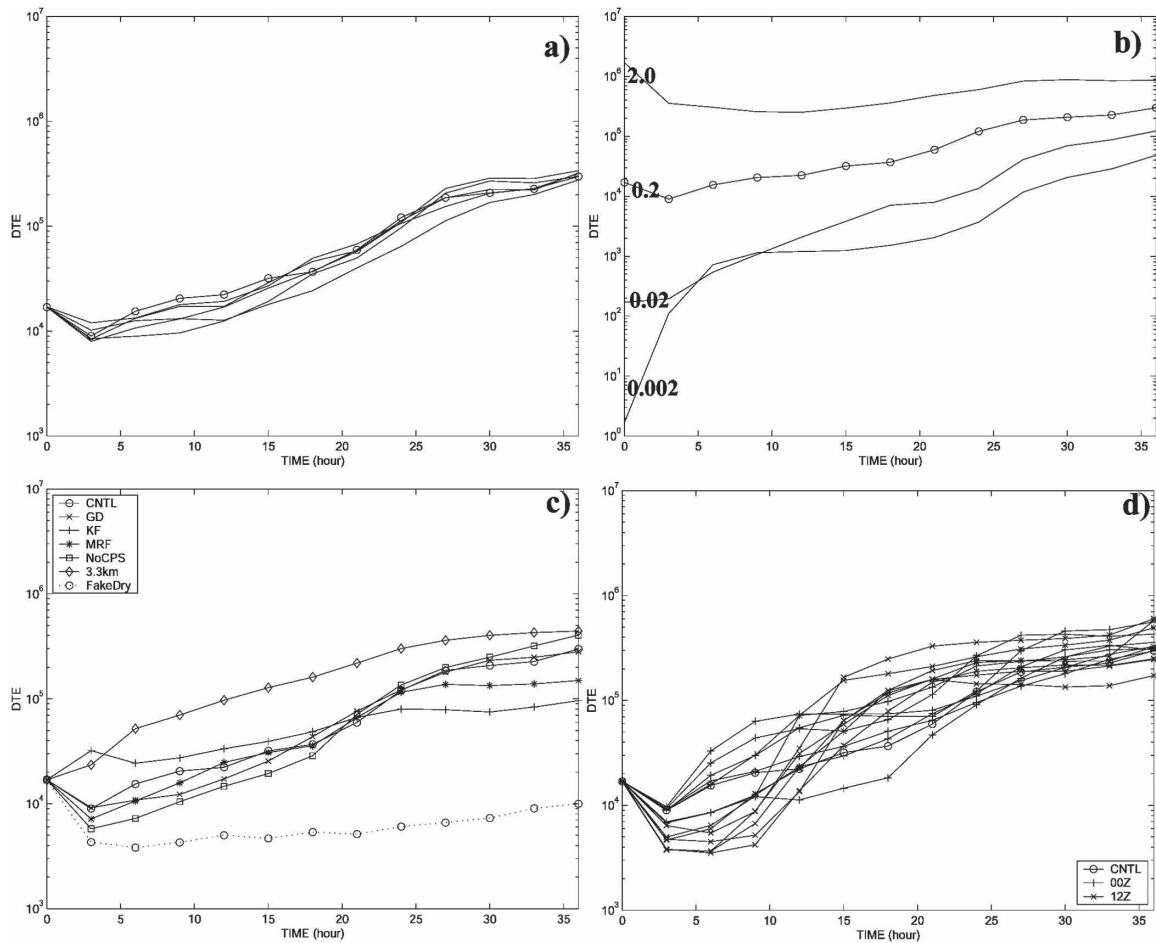 a)
10^7
10^6
10^5
10^4
10^3
DTE
0 5 10 15 20 25 30 35
TIME (hour)
b)
10^7
10^6
10^5
10^4
10^3
10^2
10^1
10^0
DTE
2.0
0.2
0.02
0.002
0 5 10 15 20 25 30 35
TIME (hour)
c)
10^7
10^6
10^5
10^4
10^3
DTE
CNTL
GD
KF
MRF
NoCPS
3.3km
FakeDry
0 5 10 15 20 25 30 35
TIME (hour)
d)
10^7
10^6
10^5
10^4
10^3
DTE
CNTL
00Z
12Z
0 5 10 15 20 25 30 35
TIME (hour)